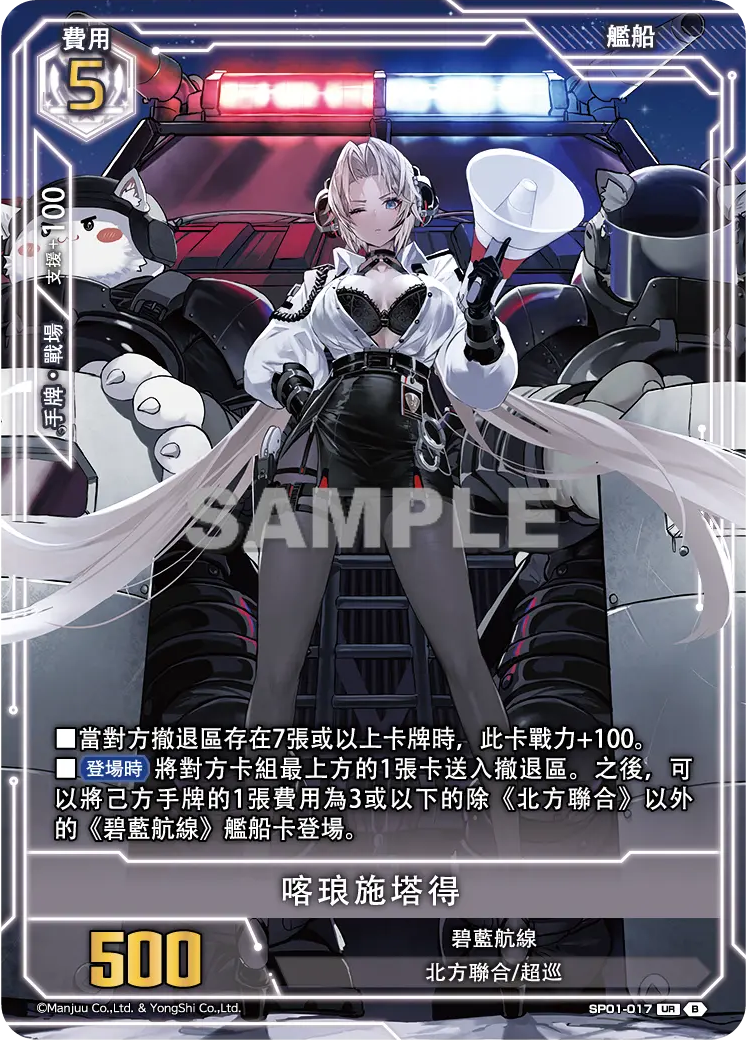 費用
5
艦船
手牌・戰場 支援+100
SAMPLE
■當對方撤退區存在7張或以上卡牌時，此卡戰力+100。
■登場時 將對方卡組最上方的1張卡送入撤退區。之後，可
以將己方手牌的1張費用為3或以下的除《北方聯合》以外
的《碧藍航線》艦船卡登場。
喀琅施塔得
500
碧藍航線
北方聯合/超巡
©Manjuu Co.,Ltd. & YongShi Co.,Ltd.
SP01-017 UR B